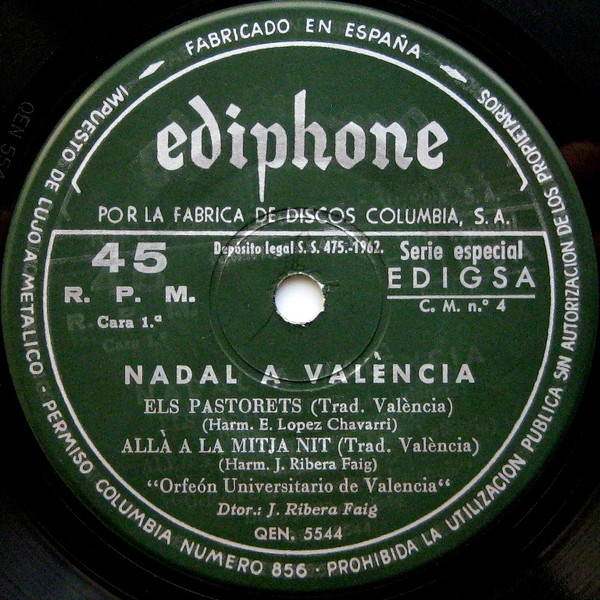 FABRICADO EN ESPAÑA
ediphone
POR LA FABRICA DE DISCOS COLUMBIA, S. A.
45
R. P. M.
Cara 1.ª
Depósito legal S. S. 475.-1962.
Serie especial
EDIGSA
C. M. n.º 4
NADAL A VALÈNCIA
ELS PASTORETS (Trad. València)
(Harm. E. Lopez Chavarri)
ALLÀ A LA MITJA NIT (Trad. València)
(Harm. J. Ribera Faig)
“Orfeón Universitario de Valencia“
Dtor.: J. Ribera Faig
QEN. 5544
IMPUESTO DE LUJO A METALICO - PERMISO COLUMBIA NUMERO 856 - PROHIBIDA LA UTILIZACION PUBLICA SIN AUTORIZACION DE LOS PROPIETARIOS